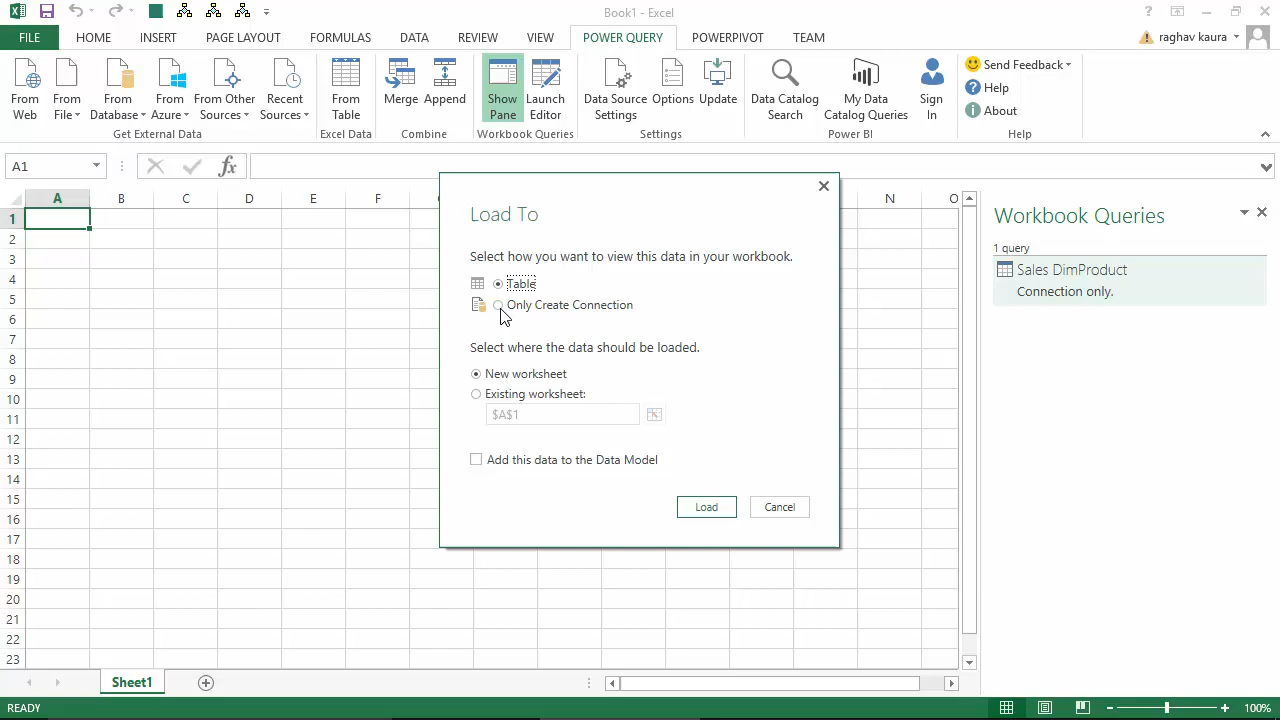 Book1 - Excel
FILE HOME INSERT PAGE LAYOUT FORMULAS DATA REVIEW VIEW POWER QUERY POWERPIVOT TEAM raghav kaura
From Web
From File
From Database
From Azure
From Other Sources
Recent Sources
Get External Data
From Table
Excel Data
Merge
Append
Combine
Show Pane
Launch Editor
Workbook Queries
Data Source Settings
Options
Update
Settings
Data Catalog Search
My Data Catalog Queries
Sign In
Power BI
Send Feedback
Help
About
Help
A1 fx
A B C D E F N O
1
2
3
4
5
6
7
8
9
10
11
12
13
14
15
16
17
18
19
20
21
22
23
Load To
Select how you want to view this data in your workbook.
Table
Only Create Connection
Select where the data should be loaded.
New worksheet
Existing worksheet:
$A$1
Add this data to the Data Model
Load Cancel
Workbook Queries
1 query
Sales DimProduct
Connection only.
Sheet1
READY 100%